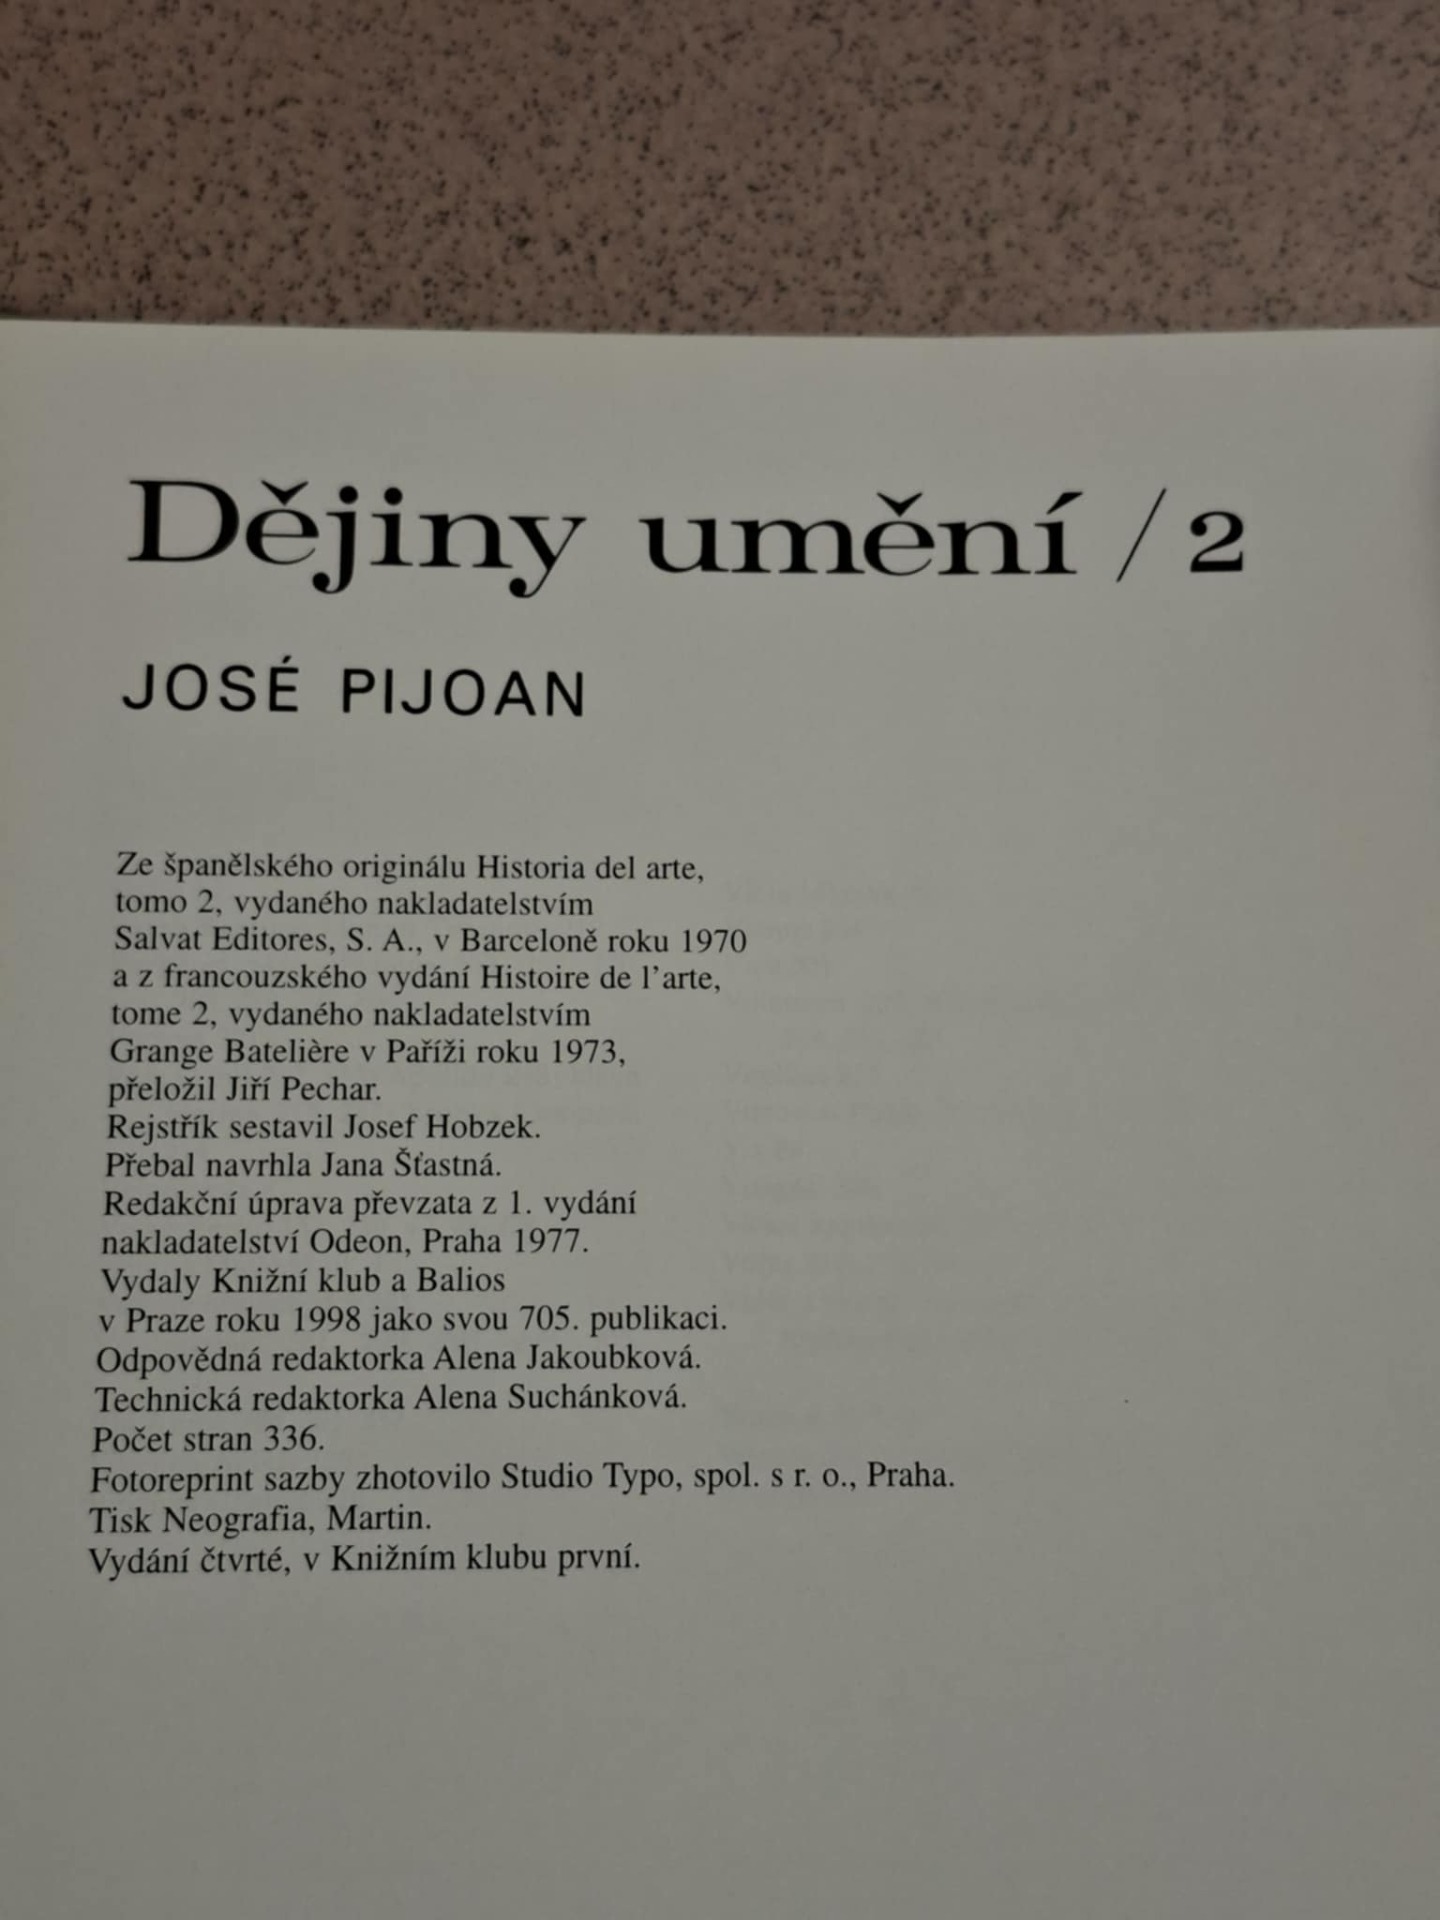 Dějiny umění / 2
JOSÉ PIJOAN
Ze španělského originálu Historia del arte,
tomo 2, vydaného nakladatelstvím
Salvat Editores, S. A., v Barceloně roku 1970
a z francouzského vydání Histoire de l'arte,
tome 2, vydaného nakladatelstvím
Grange Batelière v Paříži roku 1973,
přeložil Jiří Pechar.
Rejstřík sestavil Josef Hobzek.
Přebal navrhla Jana Šťastná.
Redakční úprava převzata z 1. vydání
nakladatelství Odeon, Praha 1977.
Vydaly Knižní klub a Balios
v Praze roku 1998 jako svou 705. publikaci.
Odpovědná redaktorka Alena Jakoubková.
Technická redaktorka Alena Suchánková.
Počet stran 336.
Fotoreprint sazby zhotovilo Studio Typo, spol. s r. o., Praha.
Tisk Neografia, Martin.
Vydání čtvrté, v Knižním klubu první.